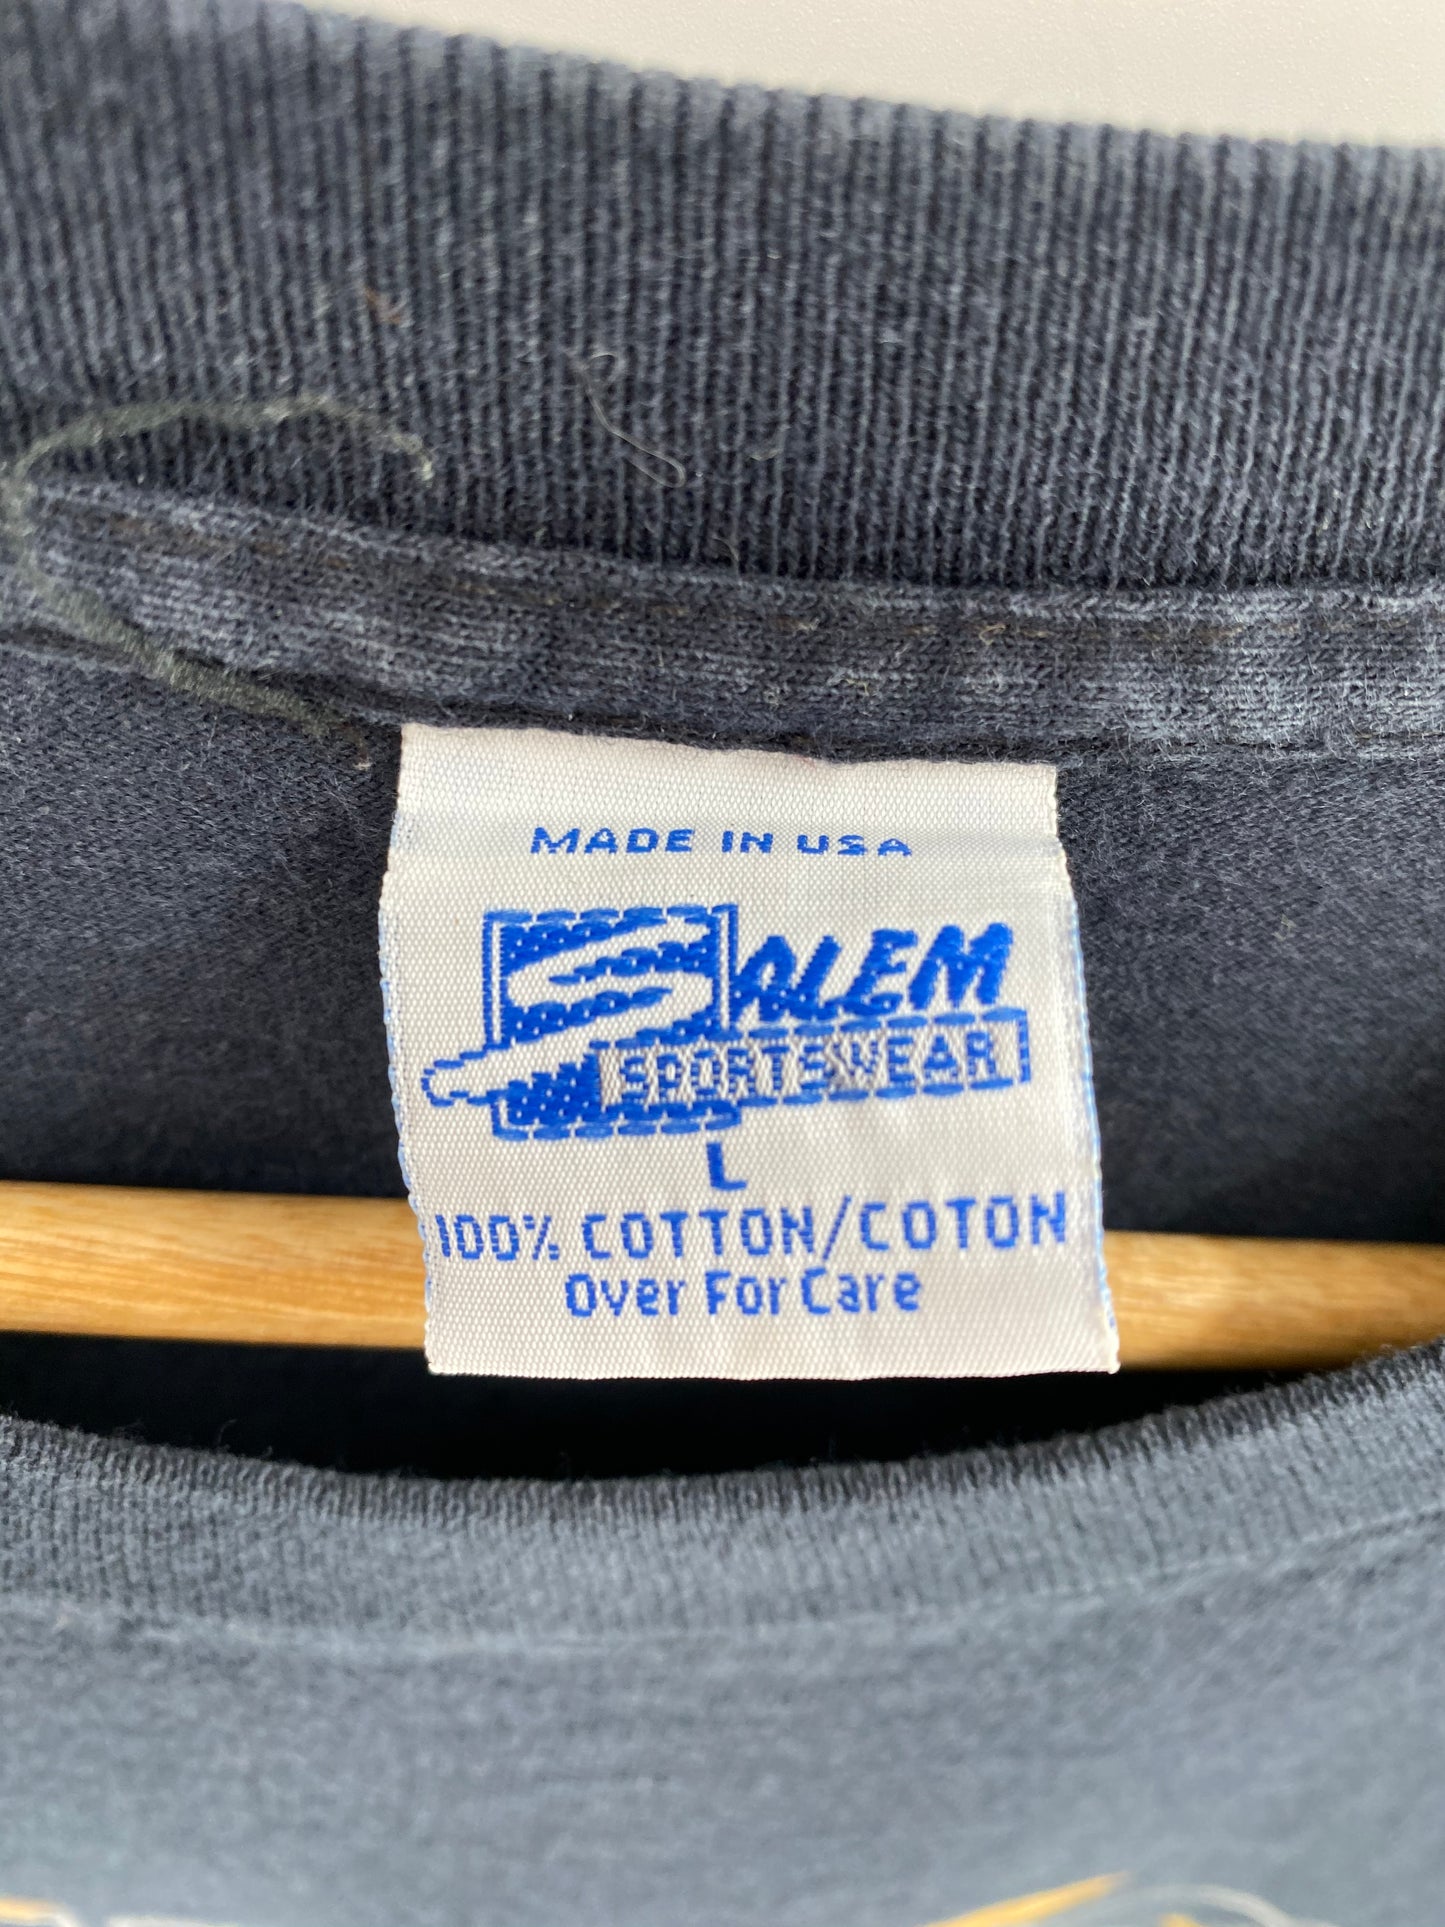 MADE IN USA
SALEM
SPORTSWEAR
L
100% COTTON/COTON
Over For Care